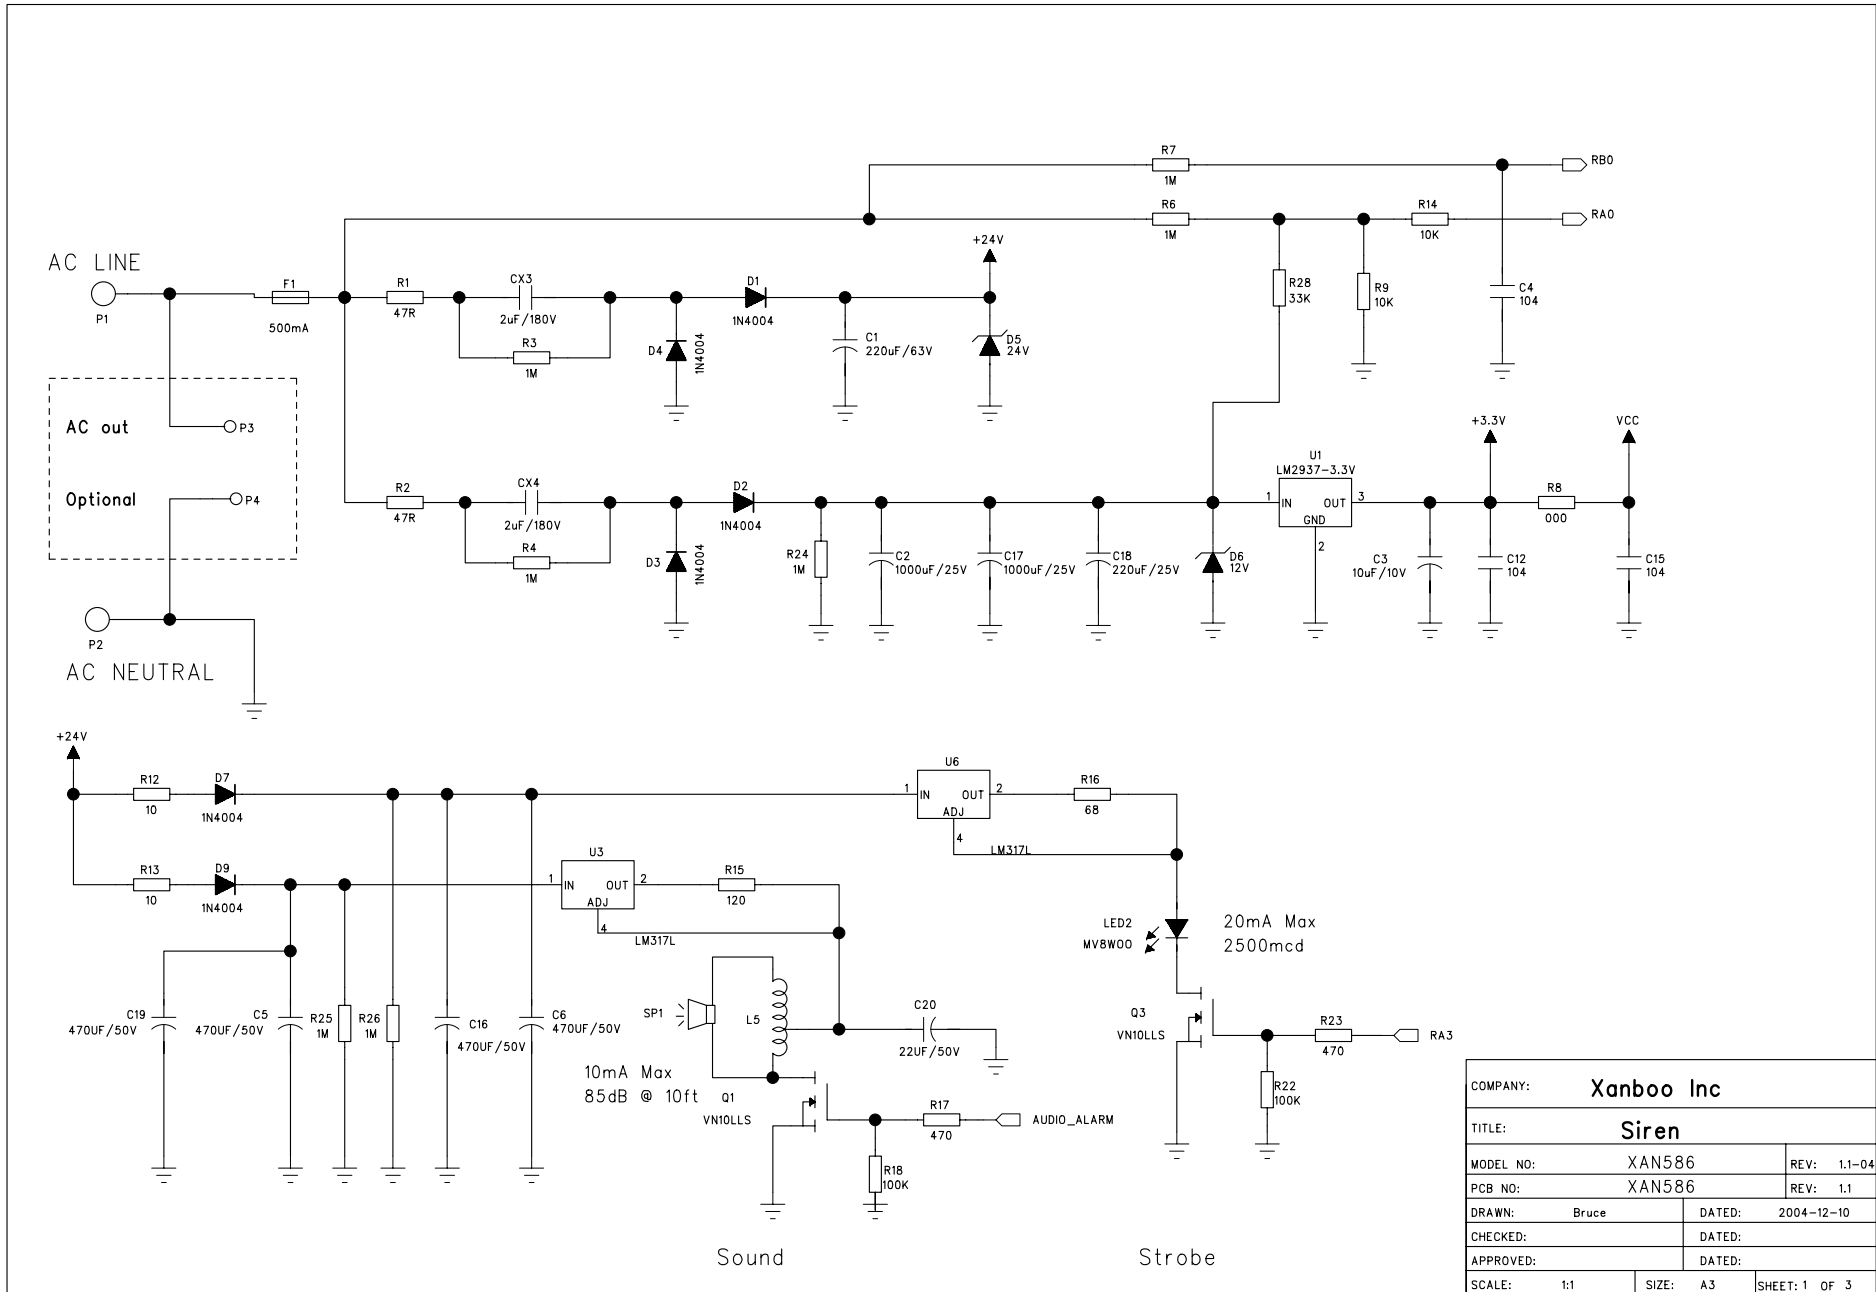 R7
1M
RB0
R6
1M
R14
10K
RA0
AC LINE
P1
F1
500mA
R1
47R
CX3
2uF/180V
R3
1M
D4
1N4004
D1
1N4004
C1
220uF/63V
+24V
D5
24V
R28
33K
R9
10K
C4
104
AC out
P3
Optional
P4
P2
AC NEUTRAL
R2
47R
CX4
2uF/180V
R4
1M
D3
1N4004
D2
1N4004
R24
1M
C2
1000uF/25V
C17
1000uF/25V
C18
220uF/25V
D6
12V
U1
LM2937-3.3V
1 IN OUT 3
GND
2
C3
10uF/10V
+3.3V
C12
104
R8
000
VCC
C15
104
+24V
R12
10
D7
1N4004
R13
10
D9
1N4004
U6
1 IN OUT 2
ADJ
4
LM317L
R16
68
U3
1 IN OUT 2
ADJ
4
LM317L
R15
120
LED2
MV8W00
20mA Max
2500mcd
C19
470UF/50V
C5
470UF/50V
R25
1M
R26
1M
C16
470UF/50V
C6
470UF/50V
SP1
L5
C20
22UF/50V
10mA Max
85dB @ 10ft
Q1
VN10LLS
R17
470
AUDIO_ALARM
R18
100K
Q3
VN10LLS
R23
470
RA3
R22
100K
Sound
Strobe
COMPANY: Xanboo Inc
TITLE: Siren
MODEL NO: XAN586 REV: 1.1-04
PCB NO: XAN586 REV: 1.1
DRAWN: Bruce DATED: 2004-12-10
CHECKED: DATED:
APPROVED: DATED:
SCALE: 1:1 SIZE: A3 SHEET: 1 OF 3